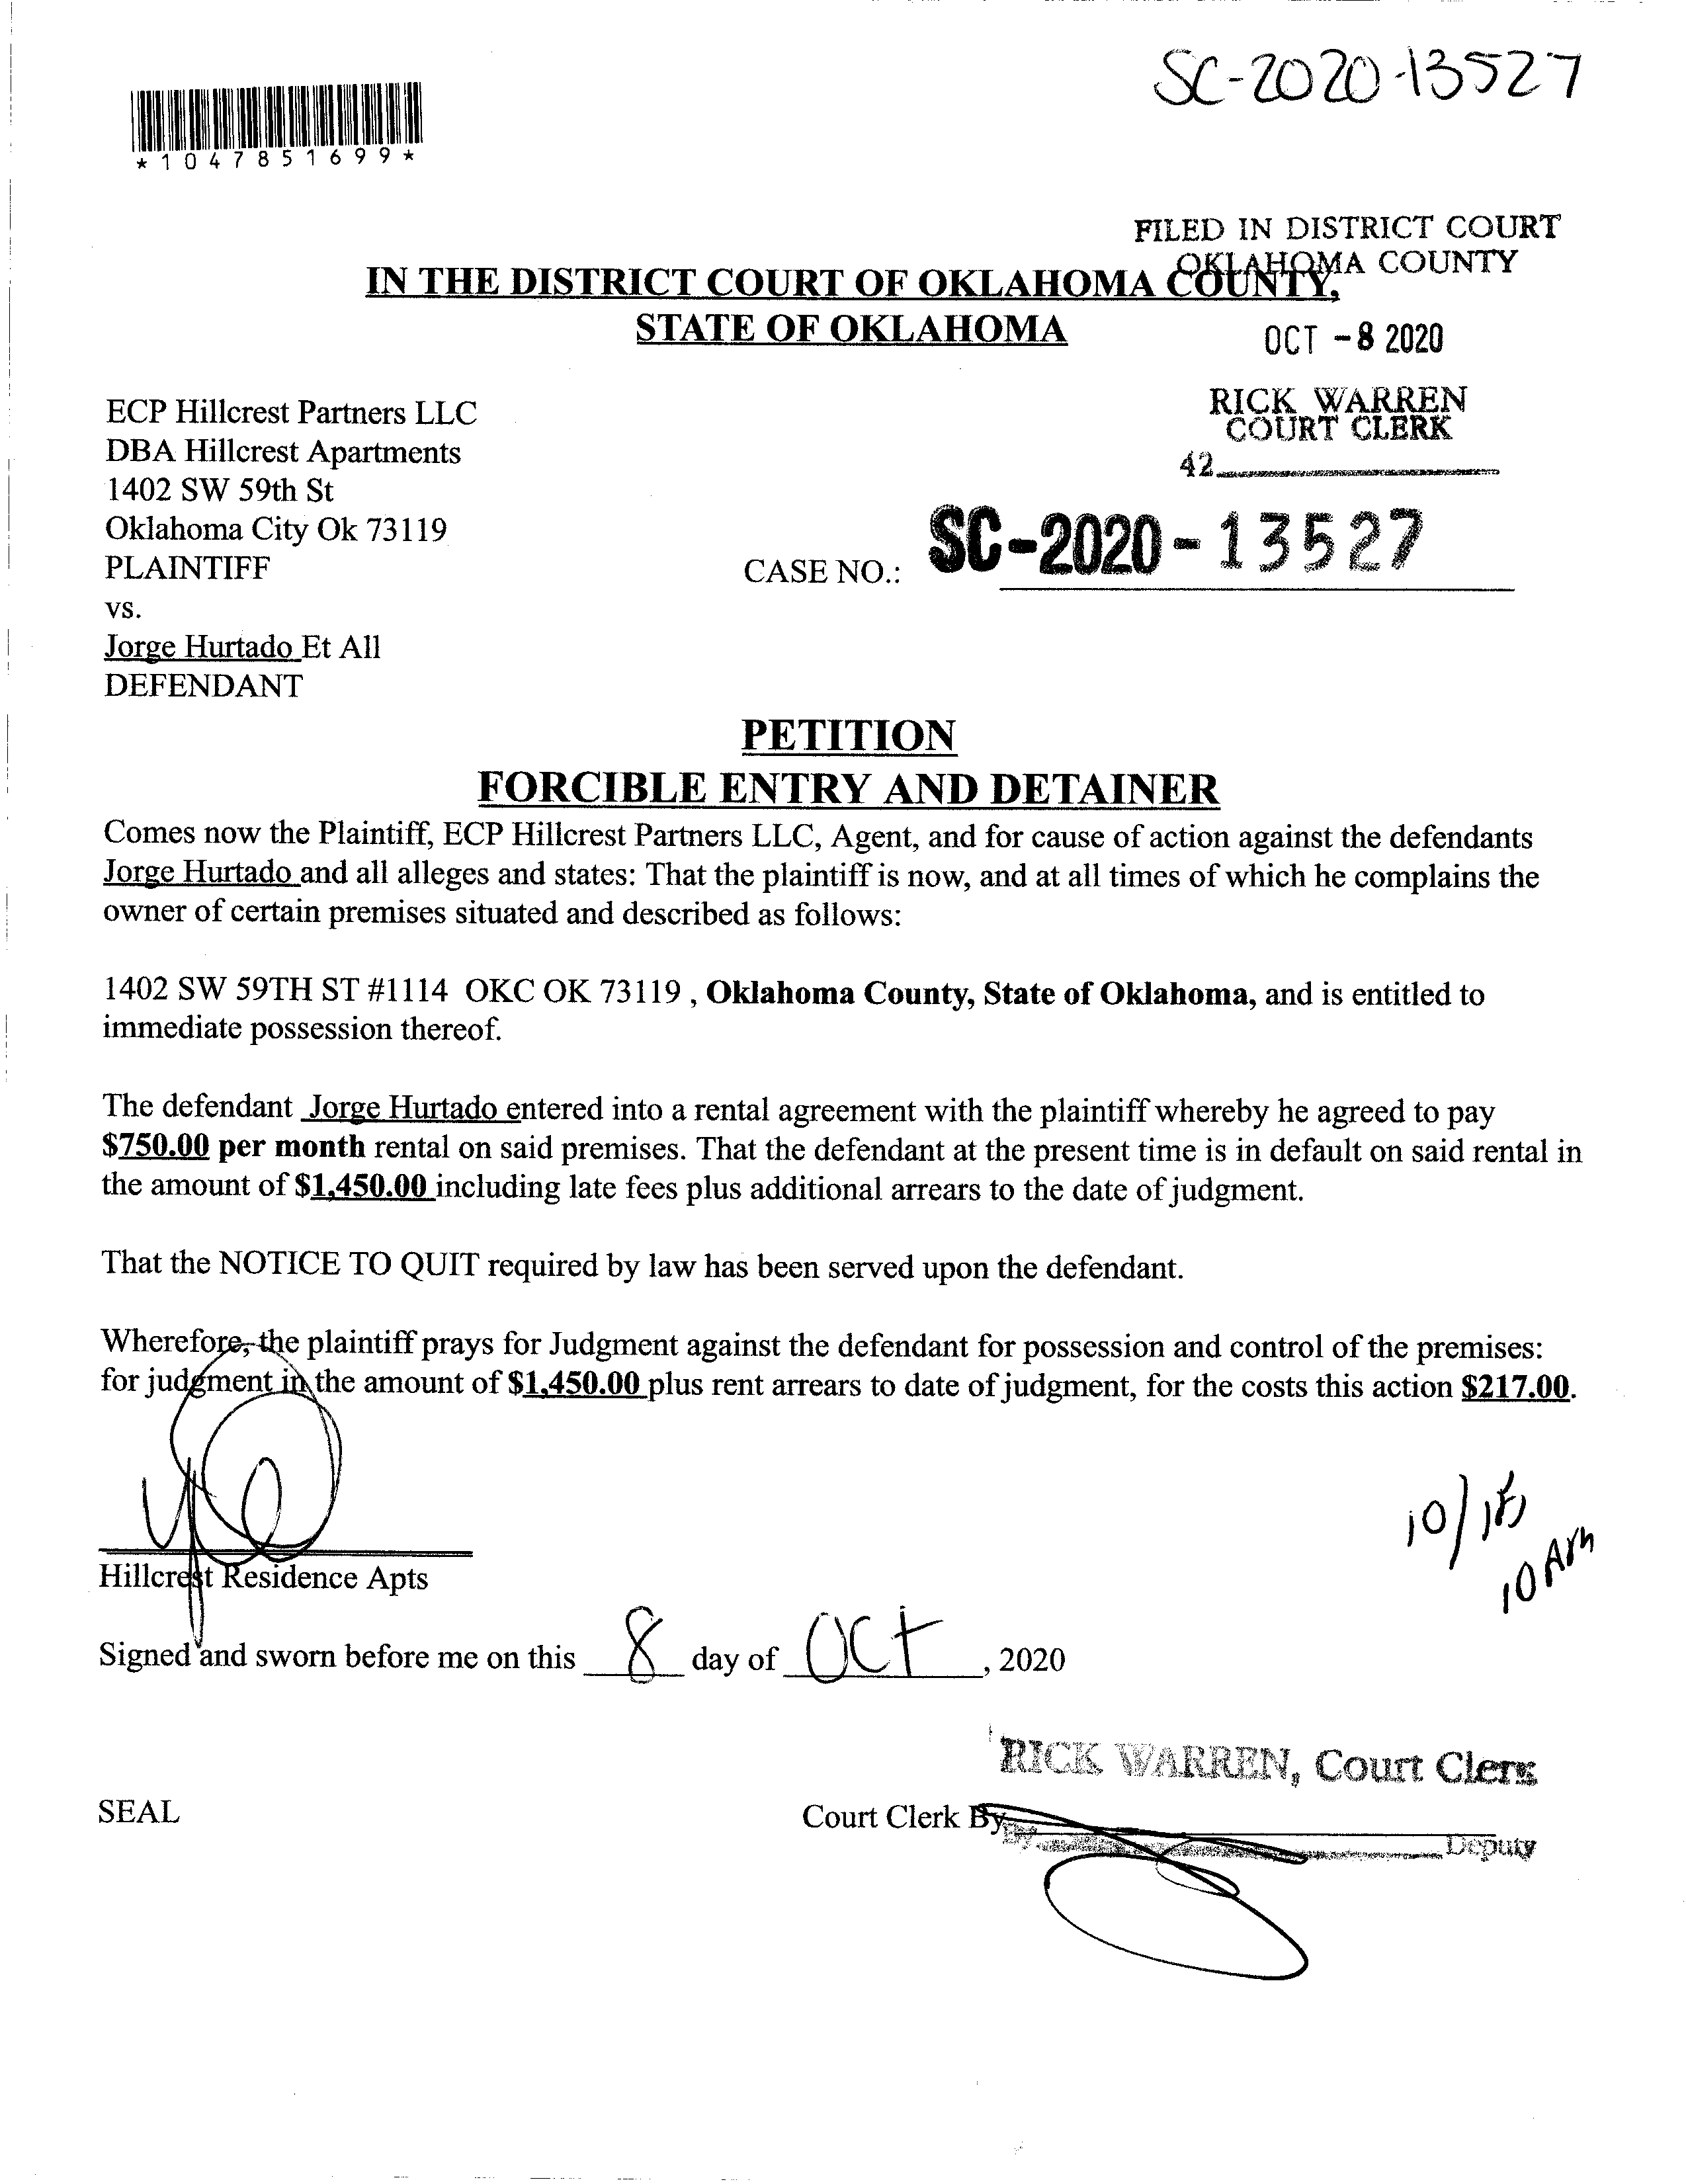 SC-2020-13527
*1047851699*
FILED IN DISTRICT COURT
OKLAHOMA COUNTY
IN THE DISTRICT COURT OF OKLAHOMA COUNTY,
STATE OF OKLAHOMA
OCT -8 2020
RICK WARREN
COURT CLERK
42
ECP Hillcrest Partners LLC
DBA Hillcrest Apartments
1402 SW 59th St
Oklahoma City Ok 73119
PLAINTIFF
CASE NO.: SC-2020-13527
vs.
Jorge Hurtado Et All
DEFENDANT
PETITION
FORCIBLE ENTRY AND DETAINER
Comes now the Plaintiff, ECP Hillcrest Partners LLC, Agent, and for cause of action against the defendants
Jorge Hurtado and all alleges and states: That the plaintiff is now, and at all times of which he complains the
owner of certain premises situated and described as follows:
1402 SW 59TH ST #1114 OKC OK 73119 , Oklahoma County, State of Oklahoma, and is entitled to
immediate possession thereof.
The defendant Jorge Hurtado entered into a rental agreement with the plaintiff whereby he agreed to pay
$750.00 per month rental on said premises. That the defendant at the present time is in default on said rental in
the amount of $1,450.00 including late fees plus additional arrears to the date of judgment.
That the NOTICE TO QUIT required by law has been served upon the defendant.
Wherefore, the plaintiff prays for Judgment against the defendant for possession and control of the premises:
for judgment in the amount of $1,450.00 plus rent arrears to date of judgment, for the costs this action $217.00.
10 AM
Hillcrest Residence Apts
Signed and sworn before me on this 8 day of Oct, 2020
RICK WARREN, Court Clerk
SEAL
Court Clerk By
By Deputy